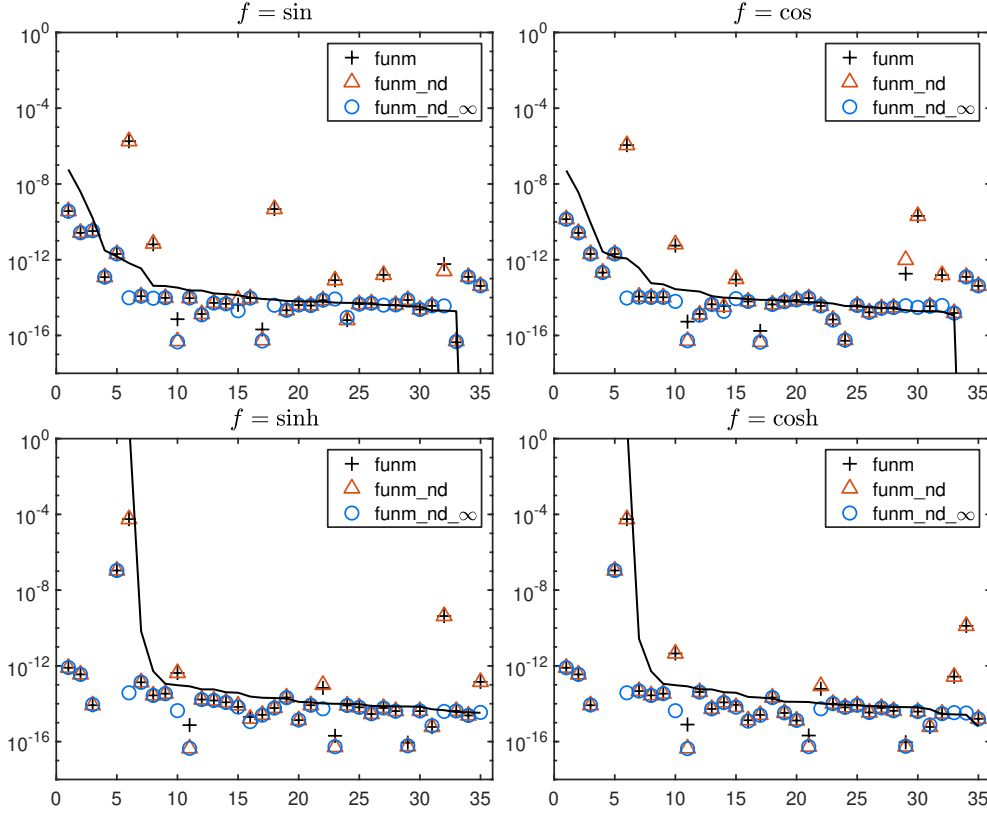 f = sin
10^0
10^-4
10^-8
10^-12
10^-16
0 5 10 15 20 25 30 35
funm
funm_nd
funm_nd_∞
f = cos
10^0
10^-4
10^-8
10^-12
10^-16
0 5 10 15 20 25 30 35
funm
funm_nd
funm_nd_∞
f = sinh
10^0
10^-4
10^-8
10^-12
10^-16
0 5 10 15 20 25 30 35
funm
funm_nd
funm_nd_∞
f = cosh
10^0
10^-4
10^-8
10^-12
10^-16
0 5 10 15 20 25 30 35
funm
funm_nd
funm_nd_∞